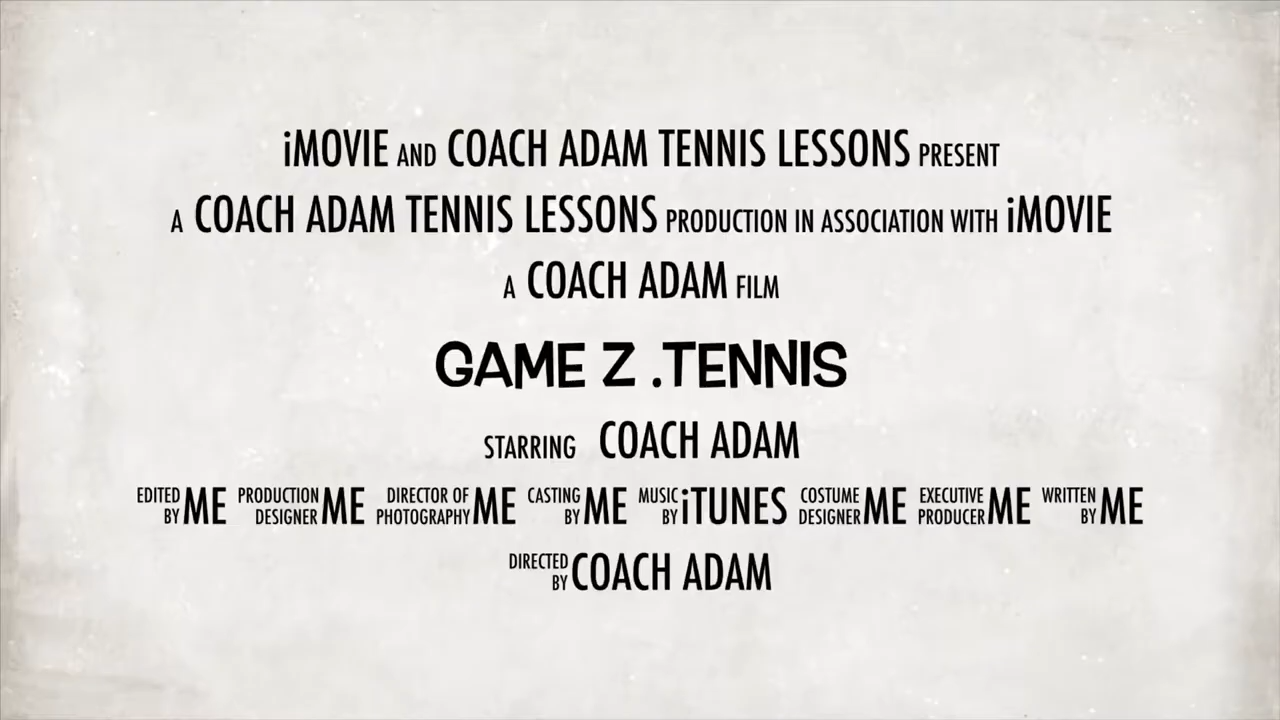 iMOVIE AND COACH ADAM TENNIS LESSONS PRESENT
A COACH ADAM TENNIS LESSONS PRODUCTION IN ASSOCIATION WITH iMOVIE
A COACH ADAM FILM
GAME Z .TENNIS
STARRING COACH ADAM
EDITED BY ME PRODUCTION DESIGNER ME DIRECTOR OF PHOTOGRAPHY ME CASTING BY ME MUSIC BY iTUNES COSTUME DESIGNER ME EXECUTIVE PRODUCER ME WRITTEN BY ME
DIRECTED BY COACH ADAM